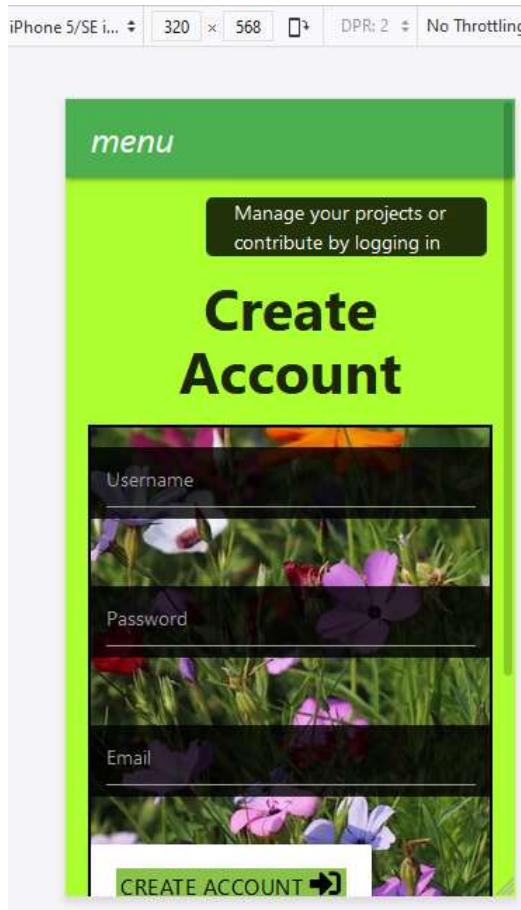 iPhone 5/SE i... 320 × 568 DPR: 2 No Throttling
menu
Manage your projects or
contribute by logging in
Create
Account
Username
Password
Email
CREATE ACCOUNT